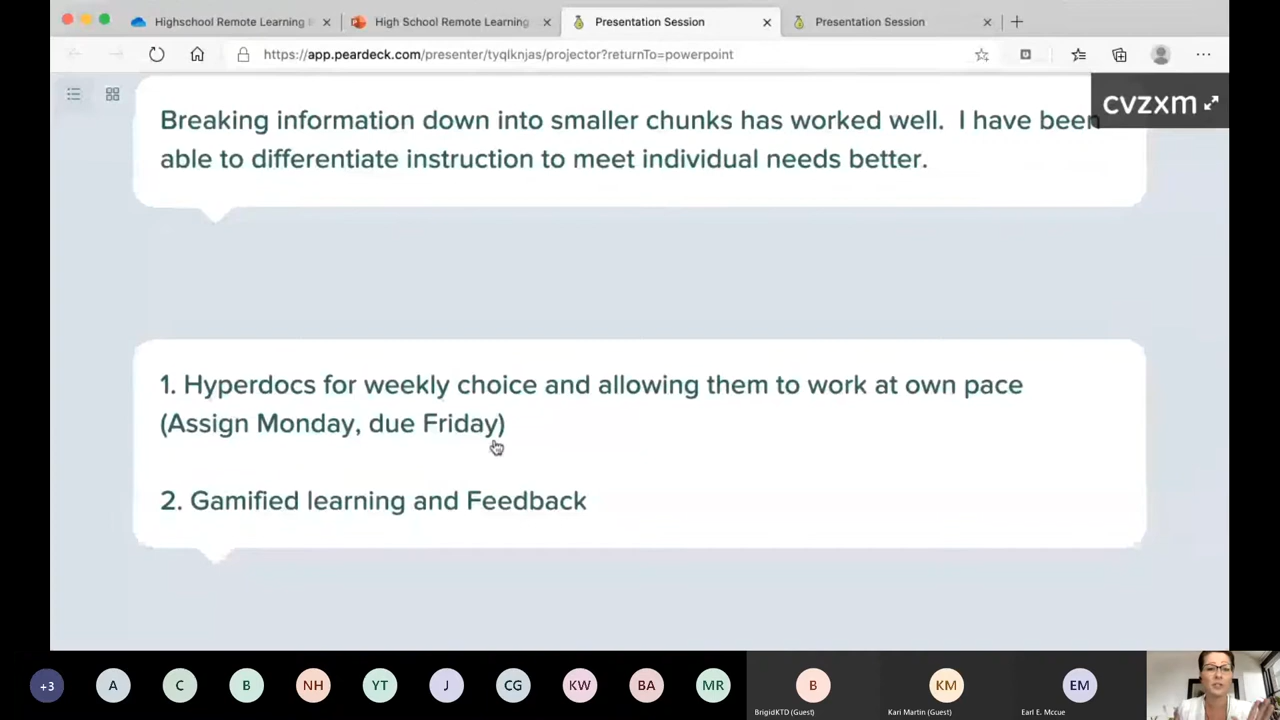 Highschool Remote Learning
High School Remote Learning
Presentation Session
Presentation Session
https://app.peardeck.com/presenter/tyqlknjas/projector?returnTo=powerpoint
cvzxm
Breaking information down into smaller chunks has worked well. I have been
able to differentiate instruction to meet individual needs better.
1. Hyperdocs for weekly choice and allowing them to work at own pace
(Assign Monday, due Friday)
2. Gamified learning and Feedback
+3
A
C
B
NH
YT
J
CG
KW
BA
MR
B
KM
EM
BrigidKTD (Guest)
Kari Martin (Guest)
Earl E. Mccue